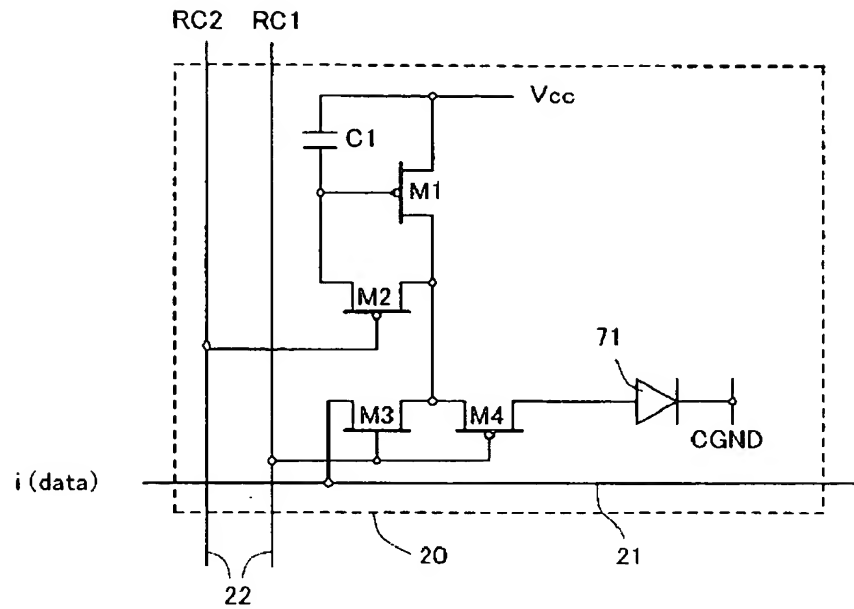 RC2 RC1
Vcc
C1
M1
M2
71
M3 M4
CGND
i(data)
20 21
22